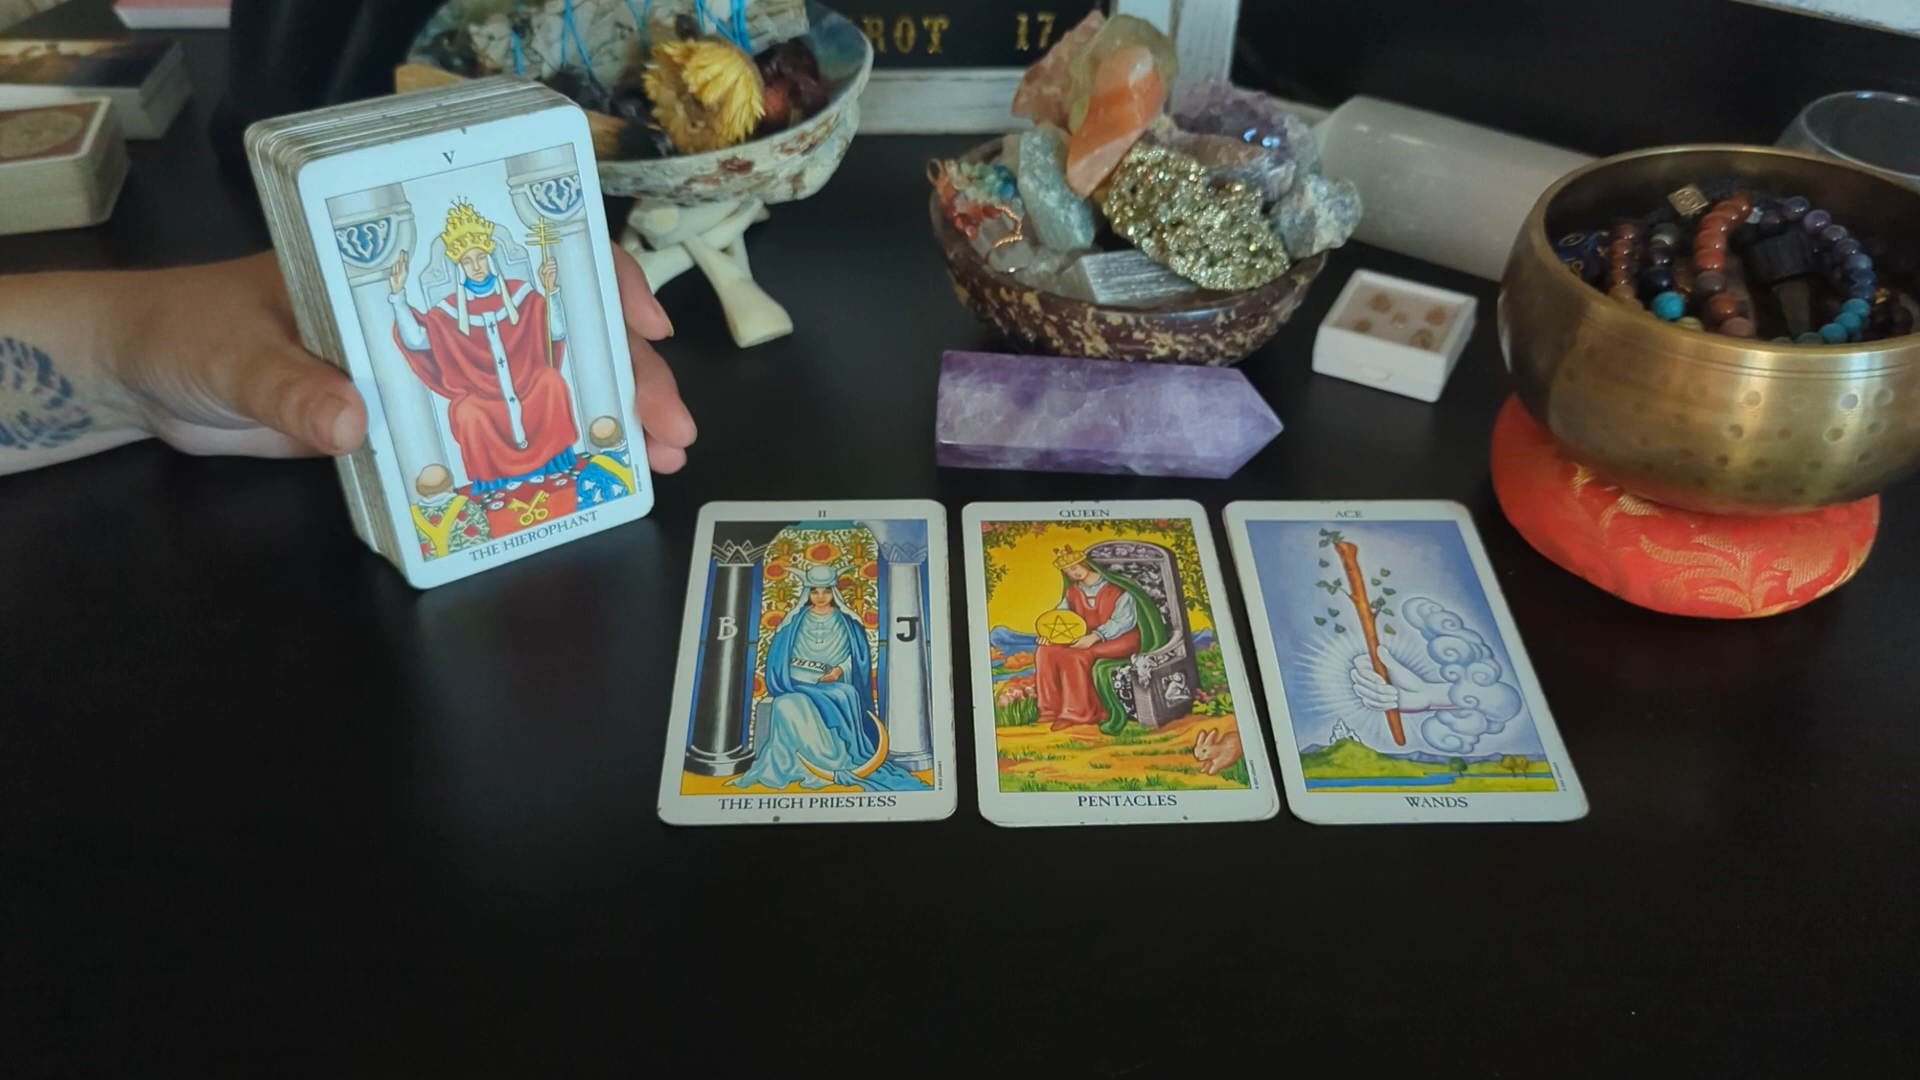 ROT 17
V
THE HIEROPHANT
II
B
J
THE HIGH PRIESTESS
QUEEN
PENTACLES
ACE
WANDS